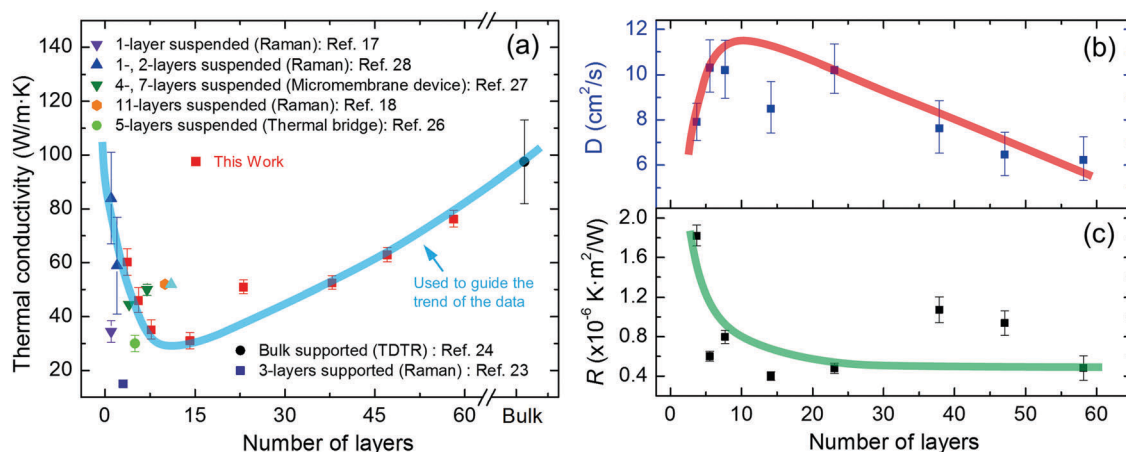 (a)
140
120
100
80
60
40
20
Thermal conductivity (W/m·K)
1-layer suspended (Raman): Ref. 17
1-, 2-layers suspended (Raman): Ref. 28
4-, 7-layers suspended (Micromembrane device): Ref. 27
11-layers suspended (Raman): Ref. 18
5-layers suspended (Thermal bridge): Ref. 26
This Work
Used to guide the
trend of the data
Bulk supported (TDTR) : Ref. 24
3-layers supported (Raman) : Ref. 23
0 15 30 45 60 Bulk
Number of layers
(b)
12
10
8
6
D (cm²/s)
(c)
2.0
1.6
1.2
0.8
0.4
R (x10⁻⁶ K·m²/W)
0 10 20 30 40 50 60
Number of layers